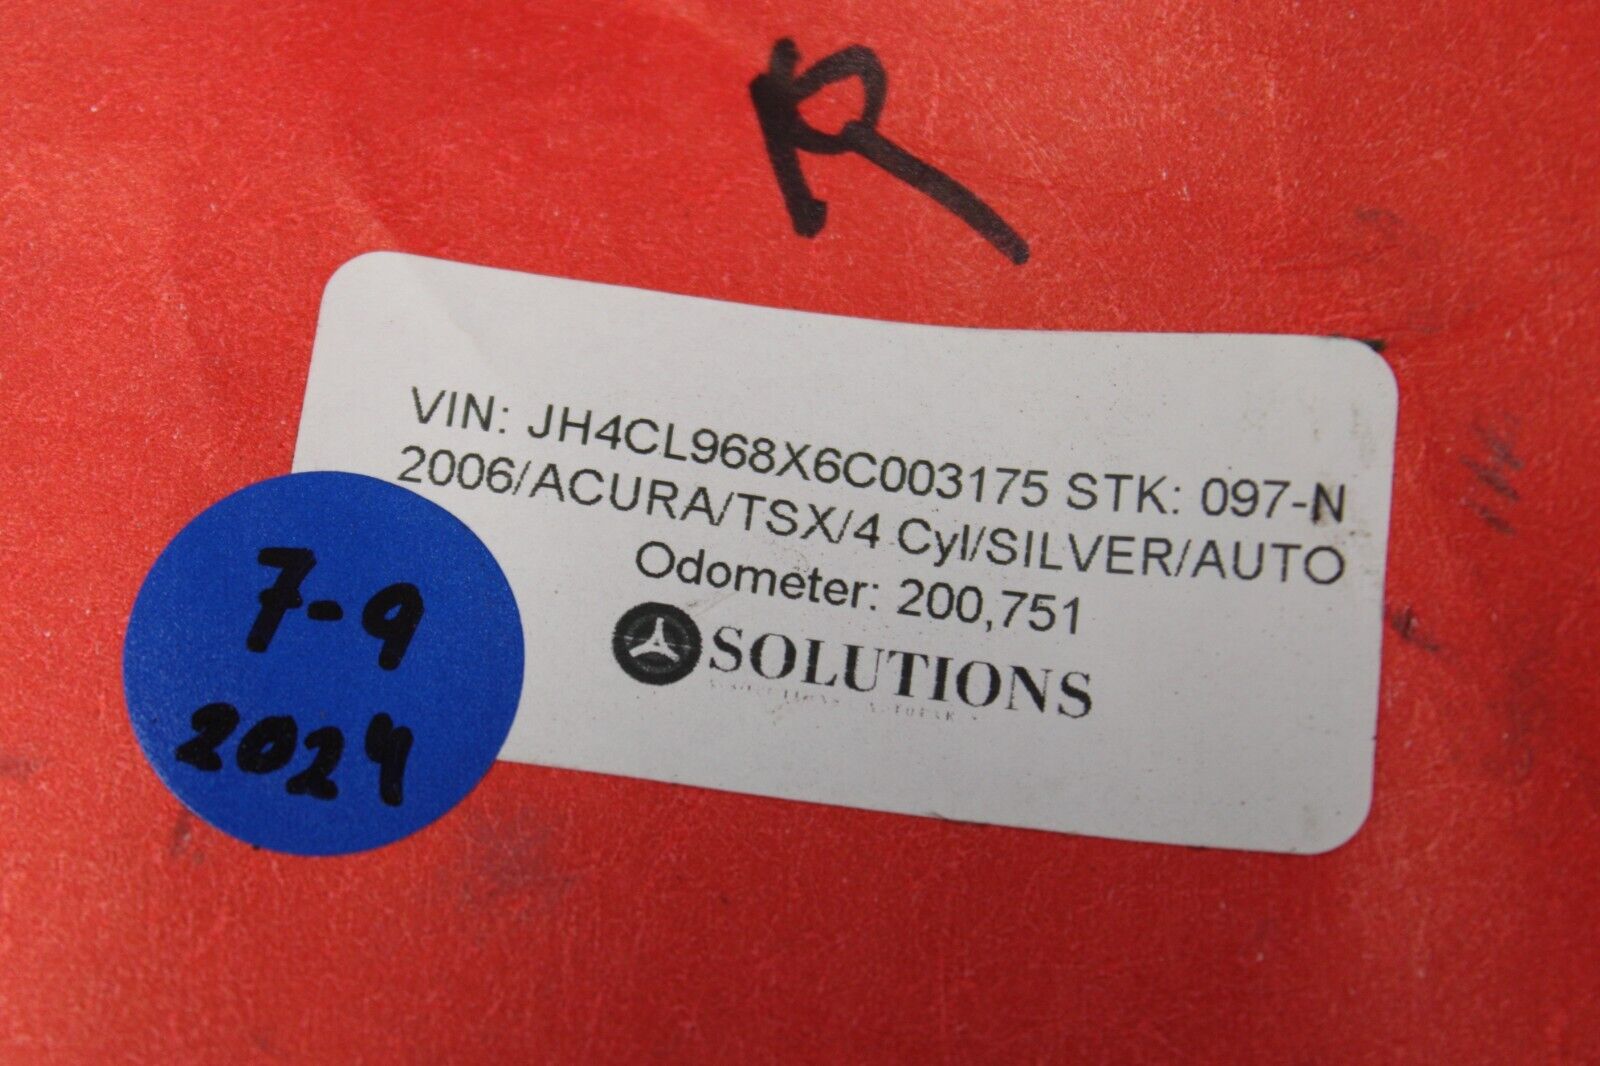 R
VIN: JH4CL968X6C003175 STK: 097-N
2006/ACURA/TSX/4 Cyl/SILVER/AUTO
Odometer: 200,751
SOLUTIONS
7-9
2024